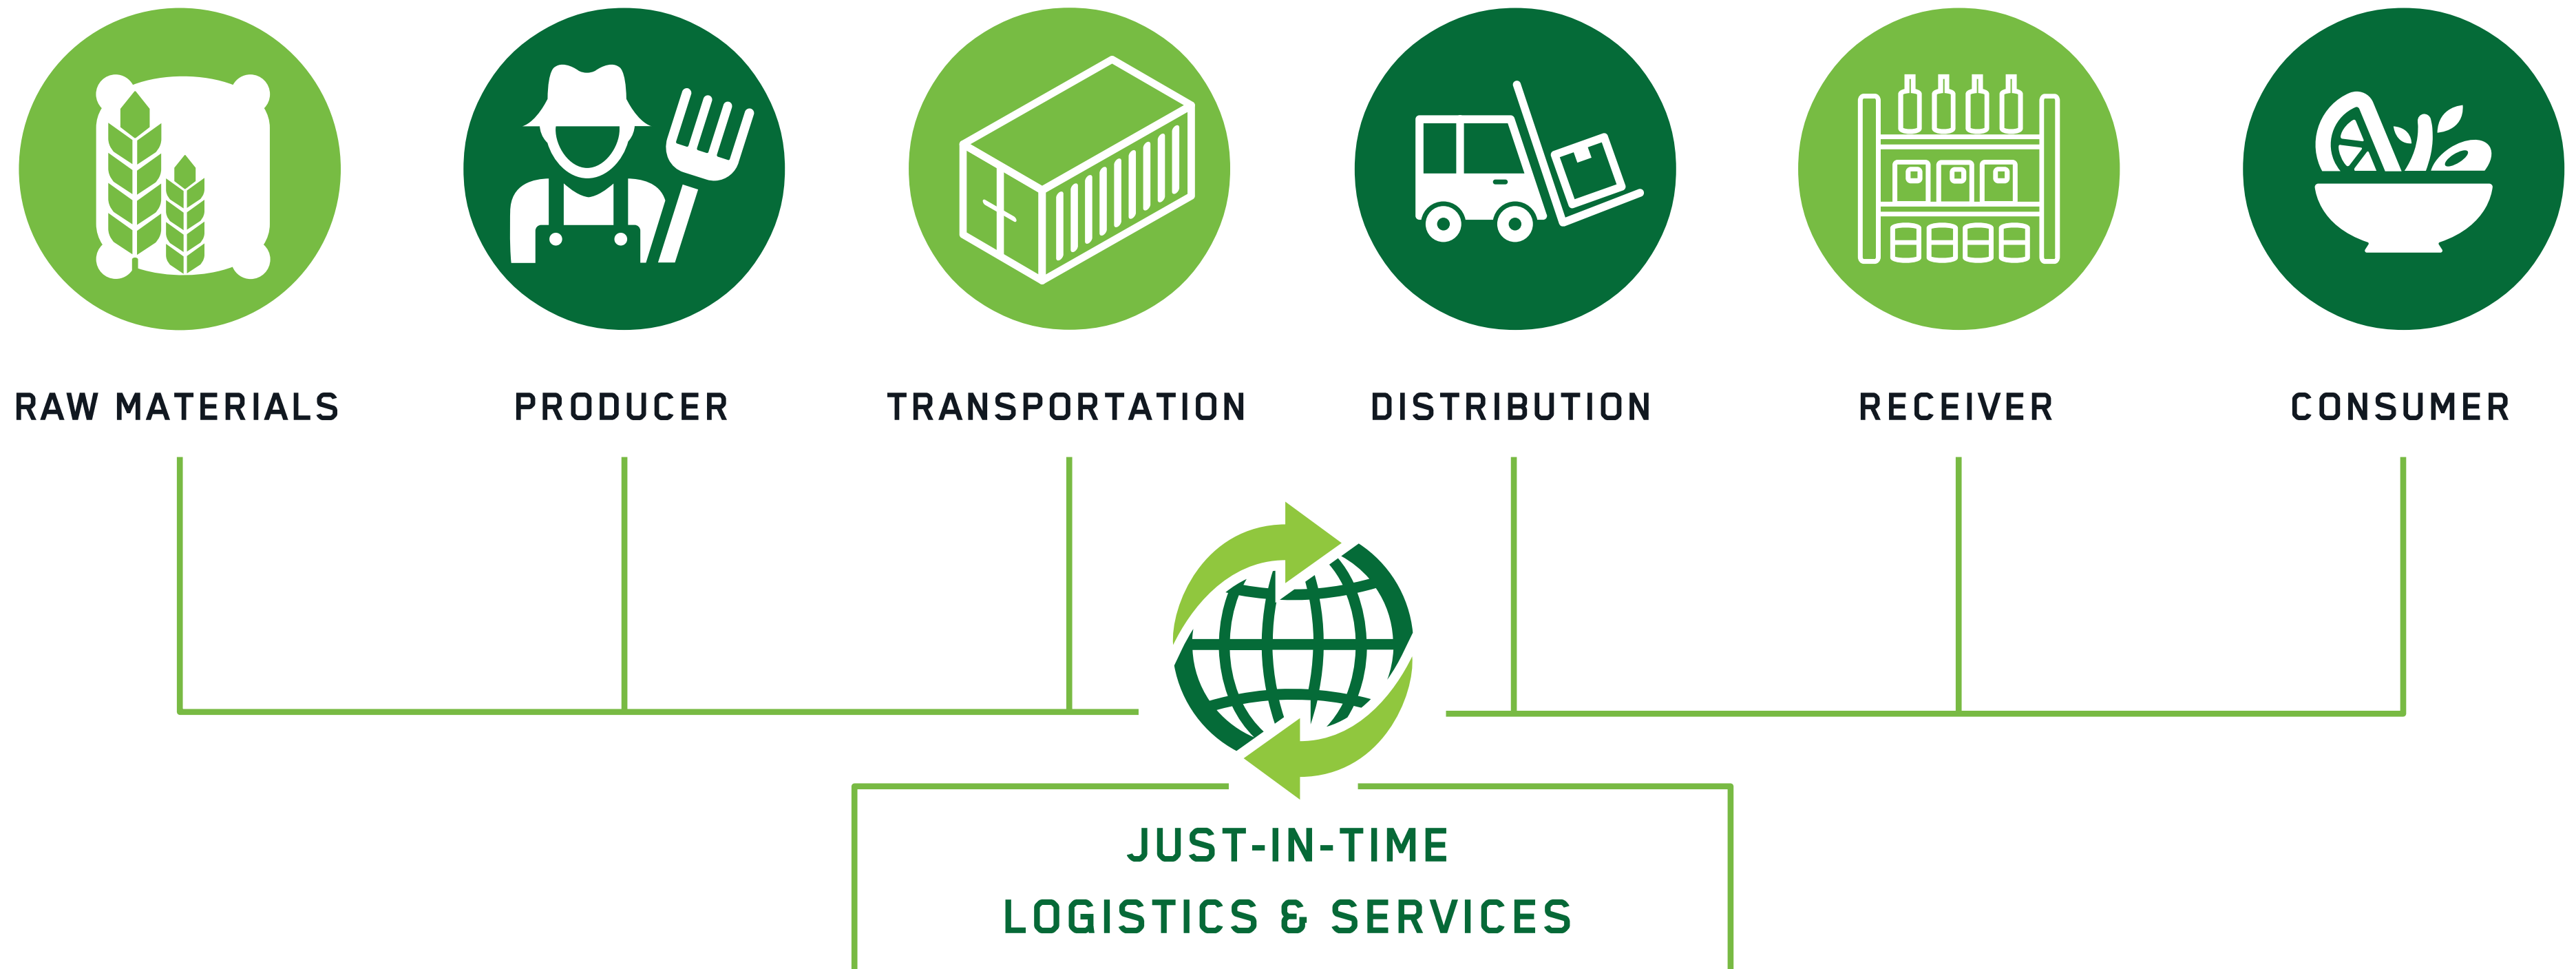 RAW MATERIALS
PRODUCER
TRANSPORTATION
DISTRIBUTION
RECEIVER
CONSUMER
JUST-IN-TIME
LOGISTICS & SERVICES